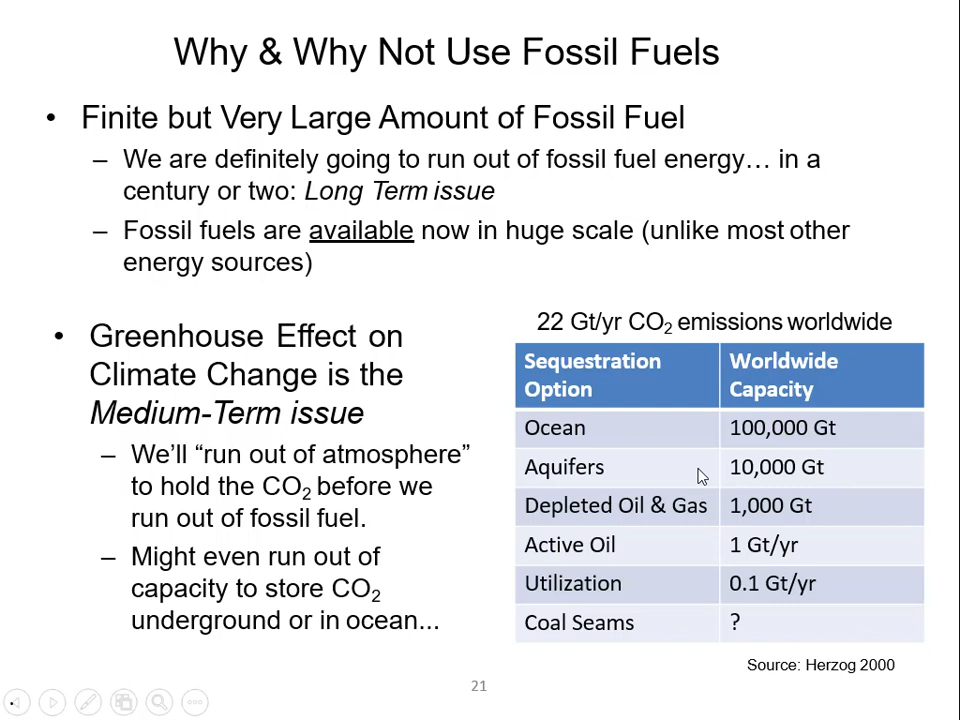 Why & Why Not Use Fossil Fuels
• Finite but Very Large Amount of Fossil Fuel
– We are definitely going to run out of fossil fuel energy… in a
century or two: Long Term issue
– Fossil fuels are available now in huge scale (unlike most other
energy sources)
• Greenhouse Effect on
Climate Change is the
Medium-Term issue
– We’ll “run out of atmosphere”
to hold the CO2 before we
run out of fossil fuel.
– Might even run out of
capacity to store CO2
underground or in ocean...
22 Gt/yr CO2 emissions worldwide
Sequestration Option | Worldwide Capacity
Ocean | 100,000 Gt
Aquifers | 10,000 Gt
Depleted Oil & Gas | 1,000 Gt
Active Oil | 1 Gt/yr
Utilization | 0.1 Gt/yr
Coal Seams | ?
Source: Herzog 2000
21